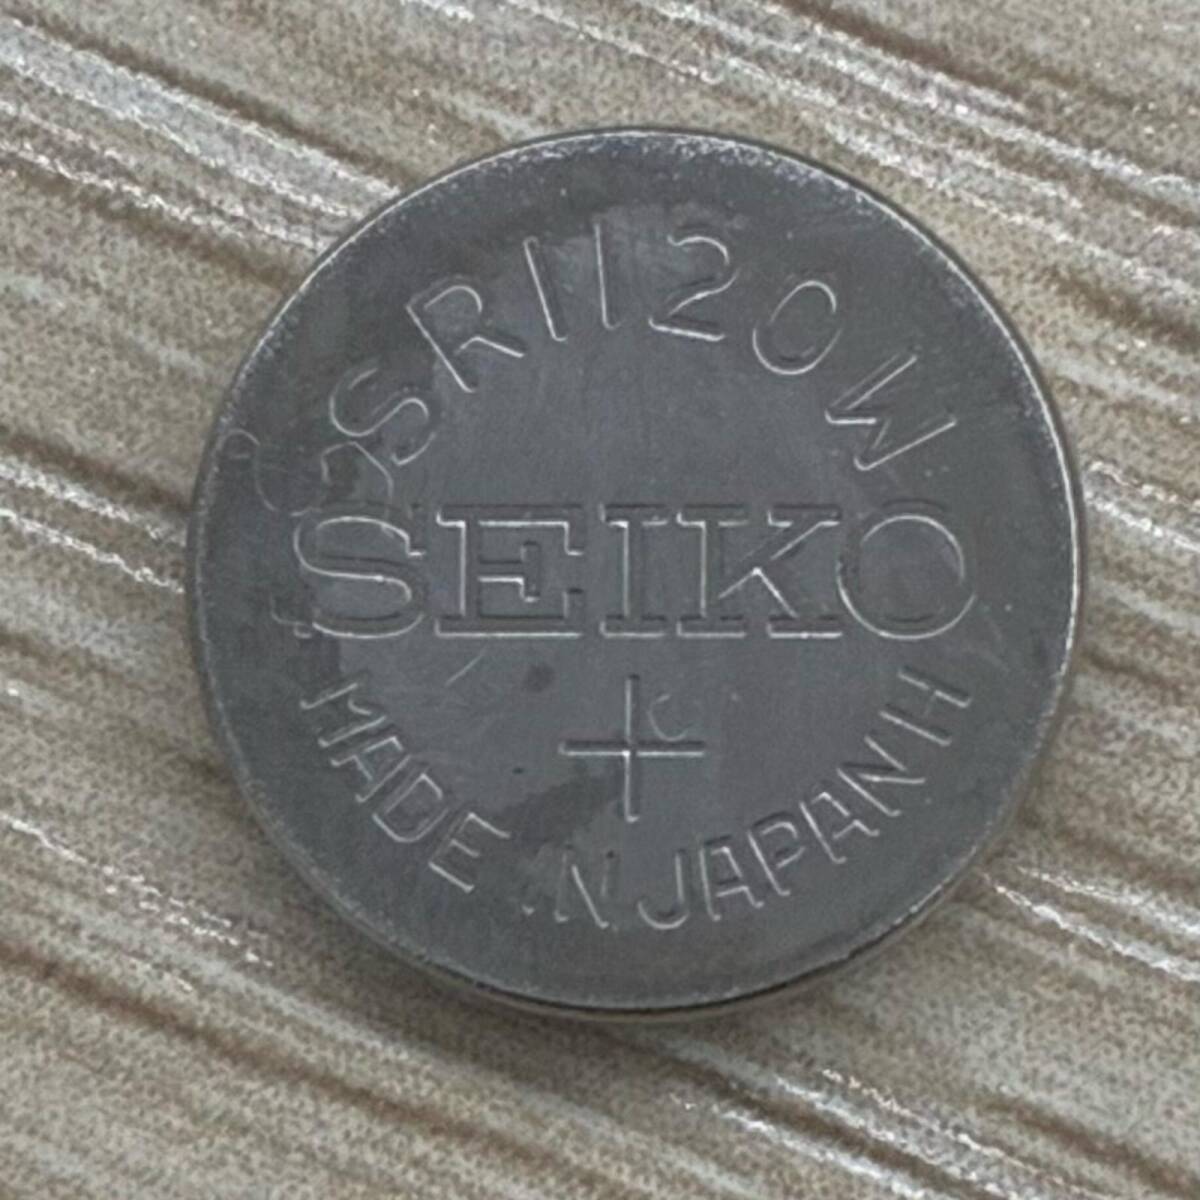 SR1120W
SEIKO
+
MADE IN JAPAN H